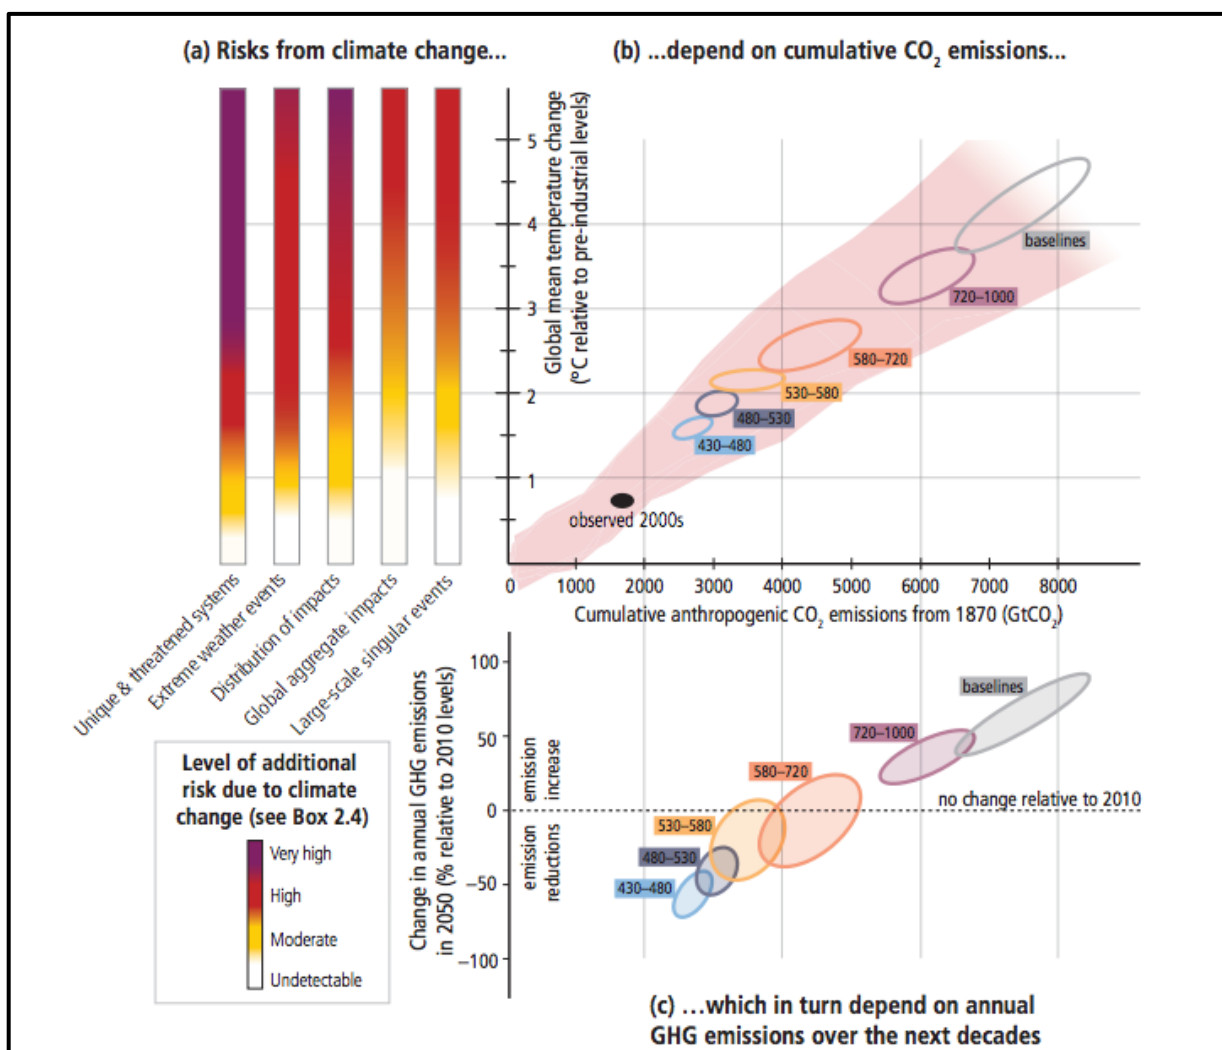 (a) Risks from climate change...
(b) ...depend on cumulative CO₂ emissions...
Global mean temperature change
(°C relative to pre-industrial levels)
5
4
3
2
1
baselines
720–1000
580–720
530–580
480–530
430–480
observed 2000s
0
1000
2000
3000
4000
5000
6000
7000
8000
Cumulative anthropogenic CO₂ emissions from 1870 (GtCO₂)
Unique & threatened systems
Extreme weather events
Distribution of impacts
Global aggregate impacts
Large-scale singular events
Level of additional
risk due to climate
change (see Box 2.4)
Very high
High
Moderate
Undetectable
Change in annual GHG emissions
in 2050 (% relative to 2010 levels)
100
50
0
−50
−100
emission
increase
emission
reductions
baselines
720–1000
580–720
no change relative to 2010
530–580
480–530
430–480
(c) ...which in turn depend on annual
GHG emissions over the next decades